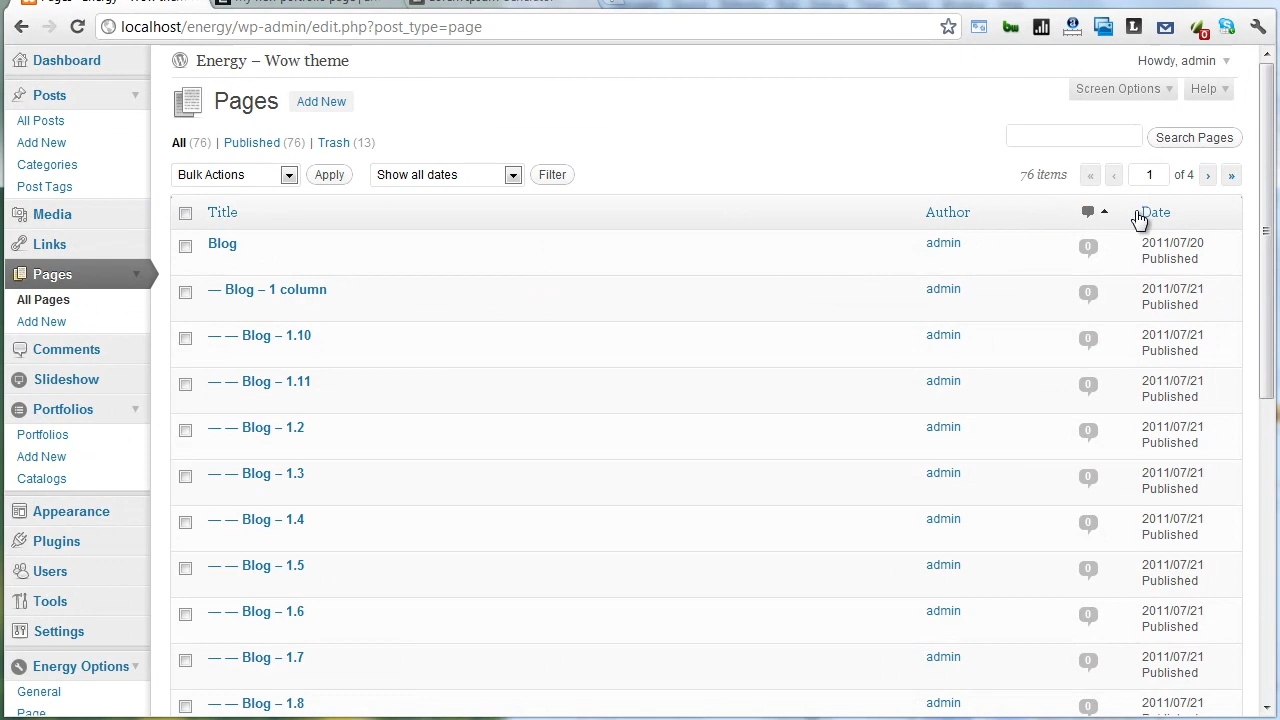 localhost/energy/wp-admin/edit.php?post_type=page
Energy – Wow theme
Howdy, admin
Screen Options
Help
Pages
Add New
All (76) | Published (76) | Trash (13)
Search Pages
Bulk Actions
Apply
Show all dates
Filter
76 items « ‹ 1 of 4 › »
Dashboard
Posts
All Posts
Add New
Categories
Post Tags
Media
Links
Pages
All Pages
Add New
Comments
Slideshow
Portfolios
Portfolios
Add New
Catalogs
Appearance
Plugins
Users
Tools
Settings
Energy Options
General
Page
Title Author Date
Blog admin 0 2011/07/20
Published
— Blog – 1 column admin 0 2011/07/21
Published
— — Blog – 1.10 admin 0 2011/07/21
Published
— — Blog – 1.11 admin 0 2011/07/21
Published
— — Blog – 1.2 admin 0 2011/07/21
Published
— — Blog – 1.3 admin 0 2011/07/21
Published
— — Blog – 1.4 admin 0 2011/07/21
Published
— — Blog – 1.5 admin 0 2011/07/21
Published
— — Blog – 1.6 admin 0 2011/07/21
Published
— — Blog – 1.7 admin 0 2011/07/21
Published
— — Blog – 1.8 admin 0 2011/07/21